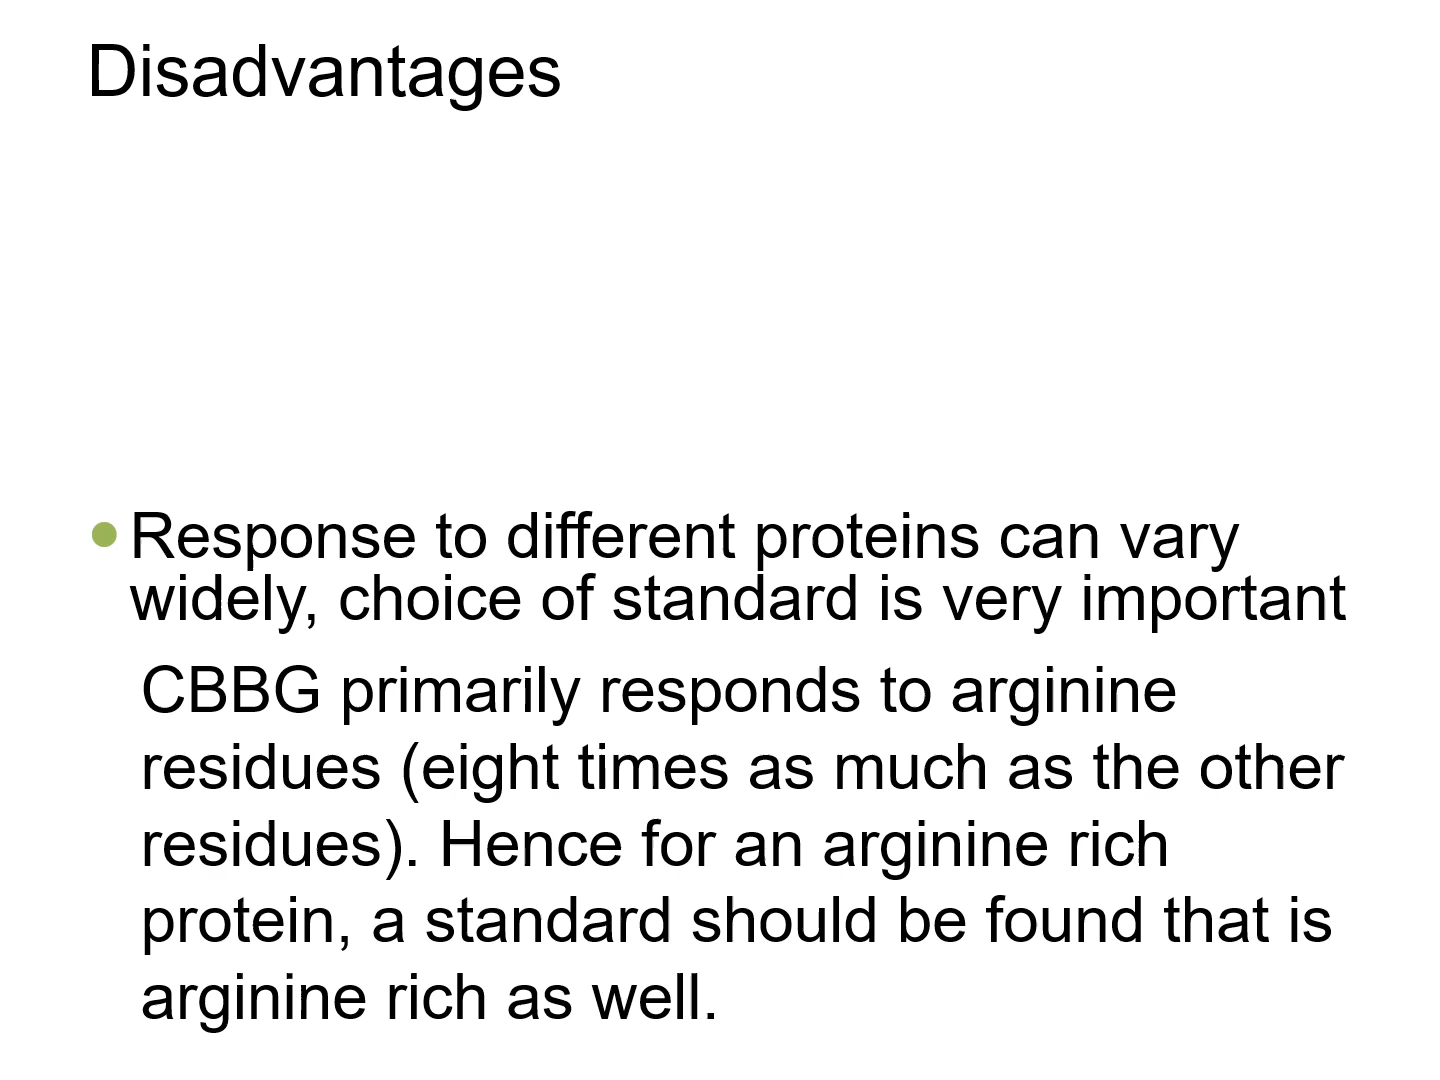 Disadvantages
• Response to different proteins can vary
widely, choice of standard is very important
CBBG primarily responds to arginine
residues (eight times as much as the other
residues). Hence for an arginine rich
protein, a standard should be found that is
arginine rich as well.